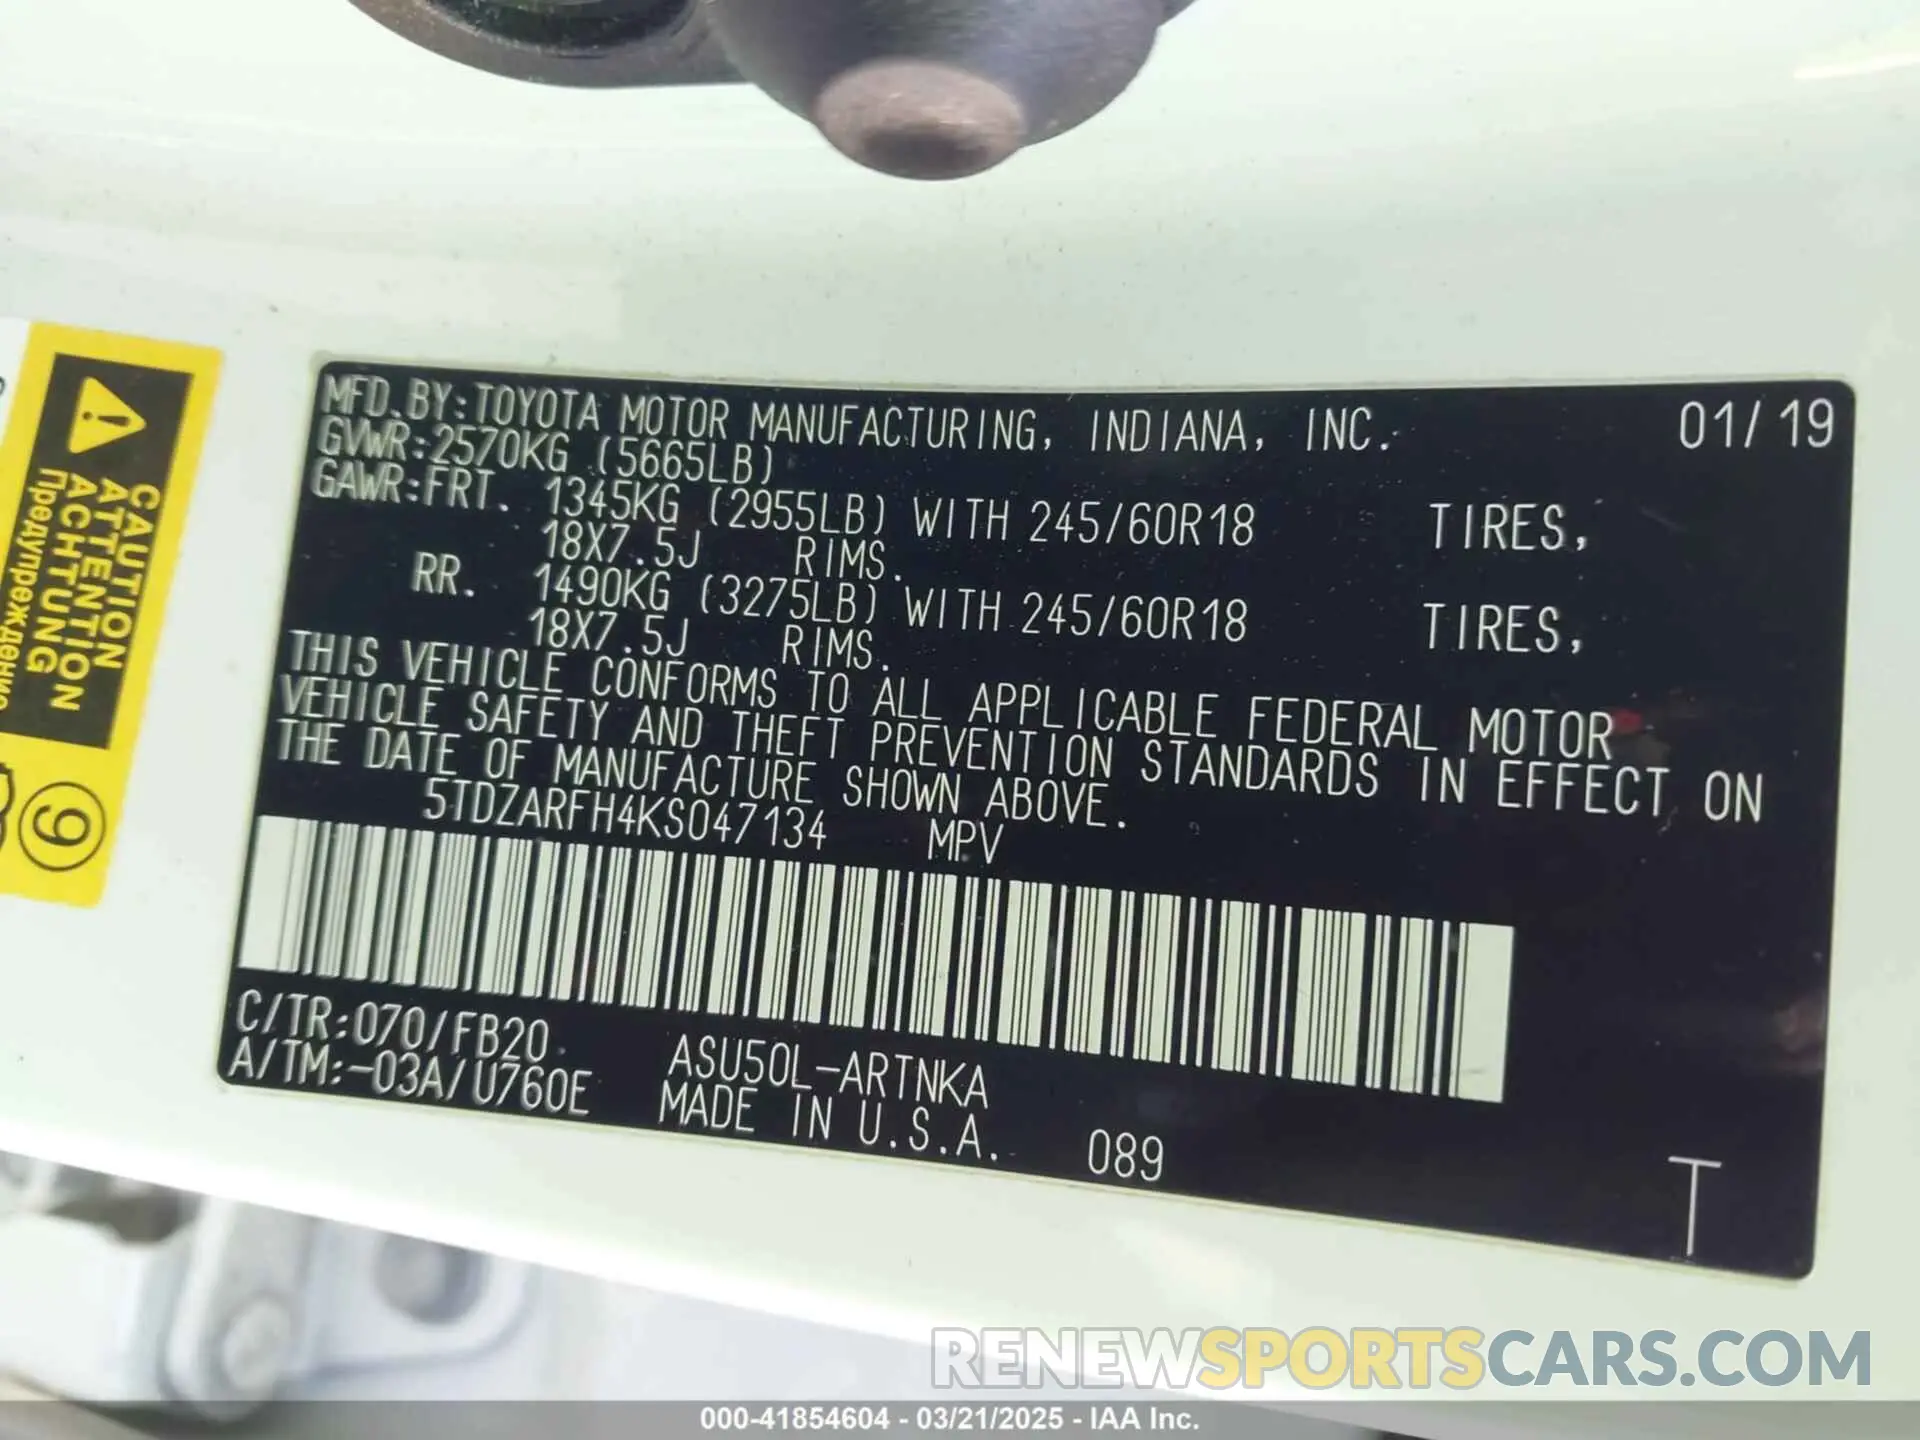 MFD.BY:TOYOTA MOTOR MANUFACTURING, INDIANA, INC. 01/19
GVWR:2570KG (5665LB)
GAWR:FRT. 1345KG (2955LB) WITH 245/60R18 TIRES,
18X7.5J RIMS.
RR. 1490KG (3275LB) WITH 245/60R18 TIRES,
18X7.5J RIMS.
THIS VEHICLE CONFORMS TO ALL APPLICABLE FEDERAL MOTOR
VEHICLE SAFETY AND THEFT PREVENTION STANDARDS IN EFFECT ON
THE DATE OF MANUFACTURE SHOWN ABOVE.
5TDZARFH4KS047134 MPV
C/TR:070/FB20
A/TM:-03A/U760E
ASU50L-ARTNKA
MADE IN U.S.A. 089
T
CAUTION
ATTENTION
ACHTUNG
Предупреждение
9
RENEWSPORTSCARS.COM
000-41854604 - 03/21/2025 - IAA Inc.